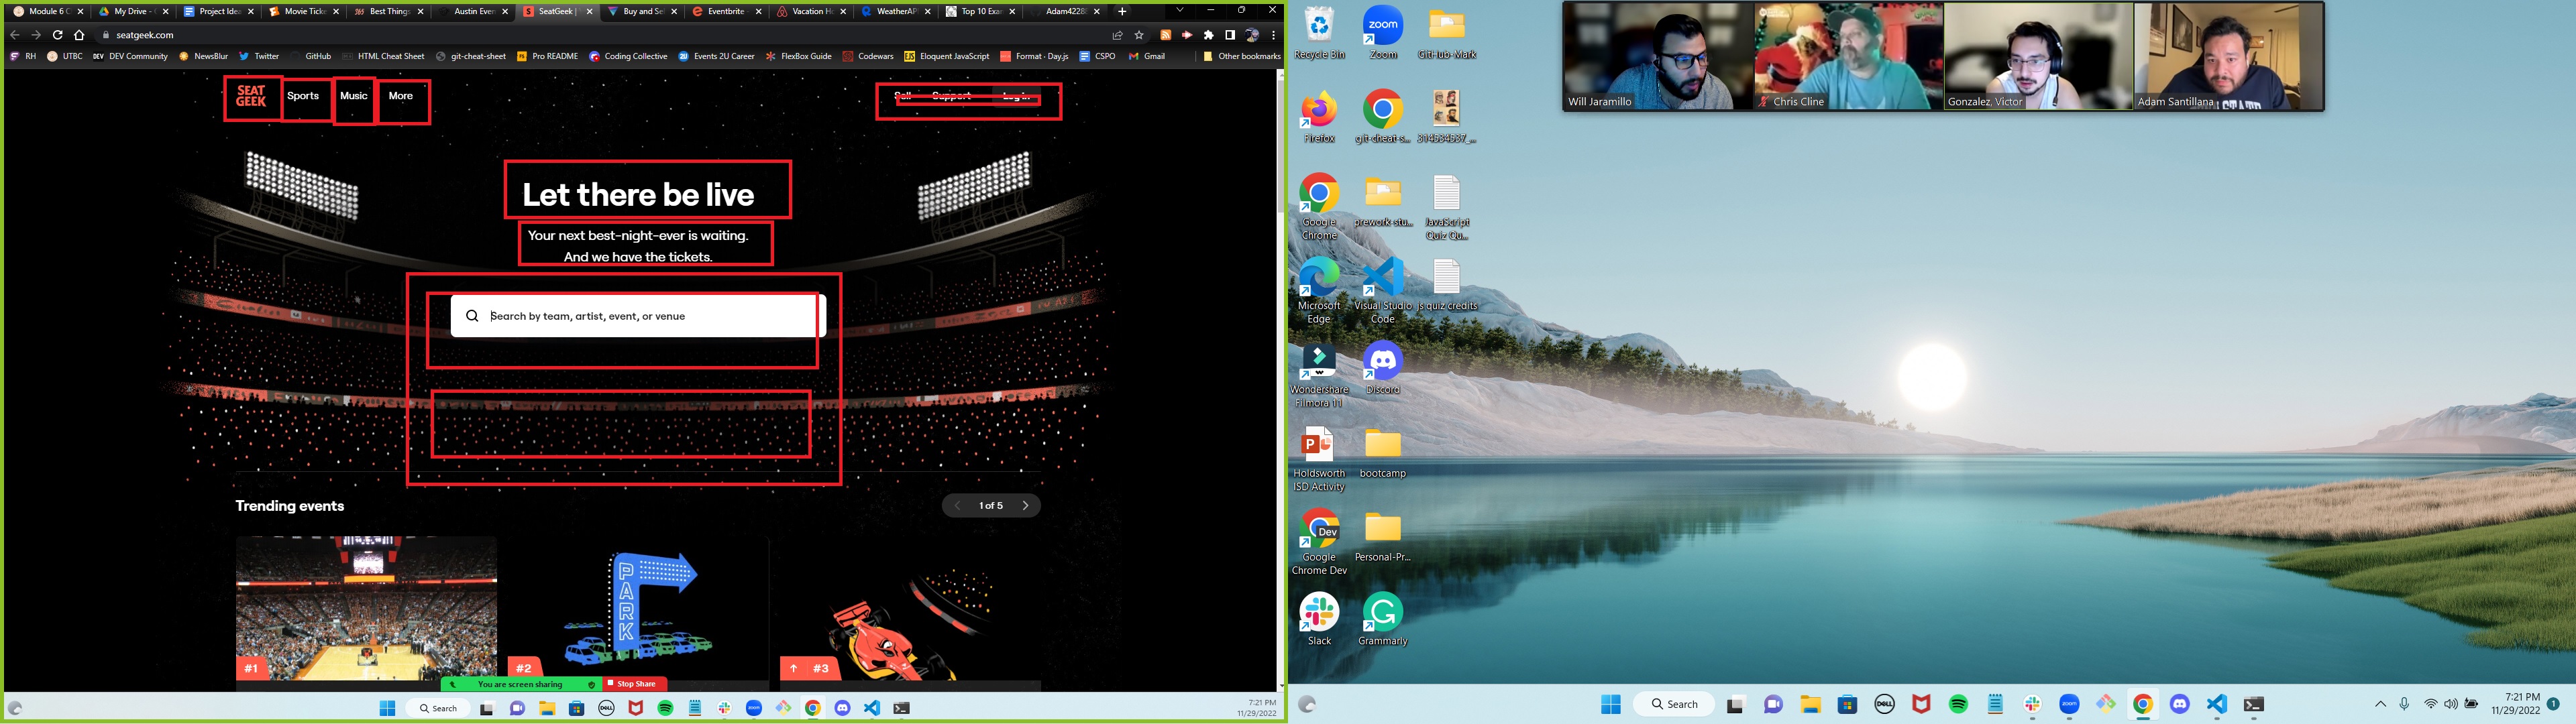 Module 6 C
My Drive - G
Project Idea
Movie Ticke
Best Things
Austin Even
SeatGeek |
Buy and Sel
Eventbrite -
Vacation Ho
WeatherAPI
Top 10 Exa
Adam4228
seatgeek.com
RH
UTBC
DEV Community
NewsBlur
Twitter
GitHub
HTML Cheat Sheet
git-cheat-sheet
Pro README
Coding Collective
Events 2U Career
FlexBox Guide
Codewars
Eloquent JavaScript
Format · Day.js
CSPO
Gmail
Other bookmarks
SEAT
GEEK
Sports
Music
More
Sell
Support
Log in
Let there be live
Your next best-night-ever is waiting.
And we have the tickets.
Search by team, artist, event, or venue
Trending events
1 of 5
PARK
#1
#2
#3
You are screen sharing
Stop Share
Search
7:21 PM
11/29/2022
Recycle Bin
Zoom
GitHub-Mark
Firefox
git-cheat-s...
Google
Chrome
prework-stu...
JavaScript
Quiz Qu...
Microsoft
Edge
Visual Studio
Code
js quiz credits
Wondershare
Filmora 11
Discord
Holdsworth
ISD Activity
bootcamp
Google
Chrome Dev
Personal-Pr...
Slack
Grammarly
Will Jaramillo
Chris Cline
Gonzalez, Victor
Adam Santillana
Search
7:21 PM
11/29/2022
1